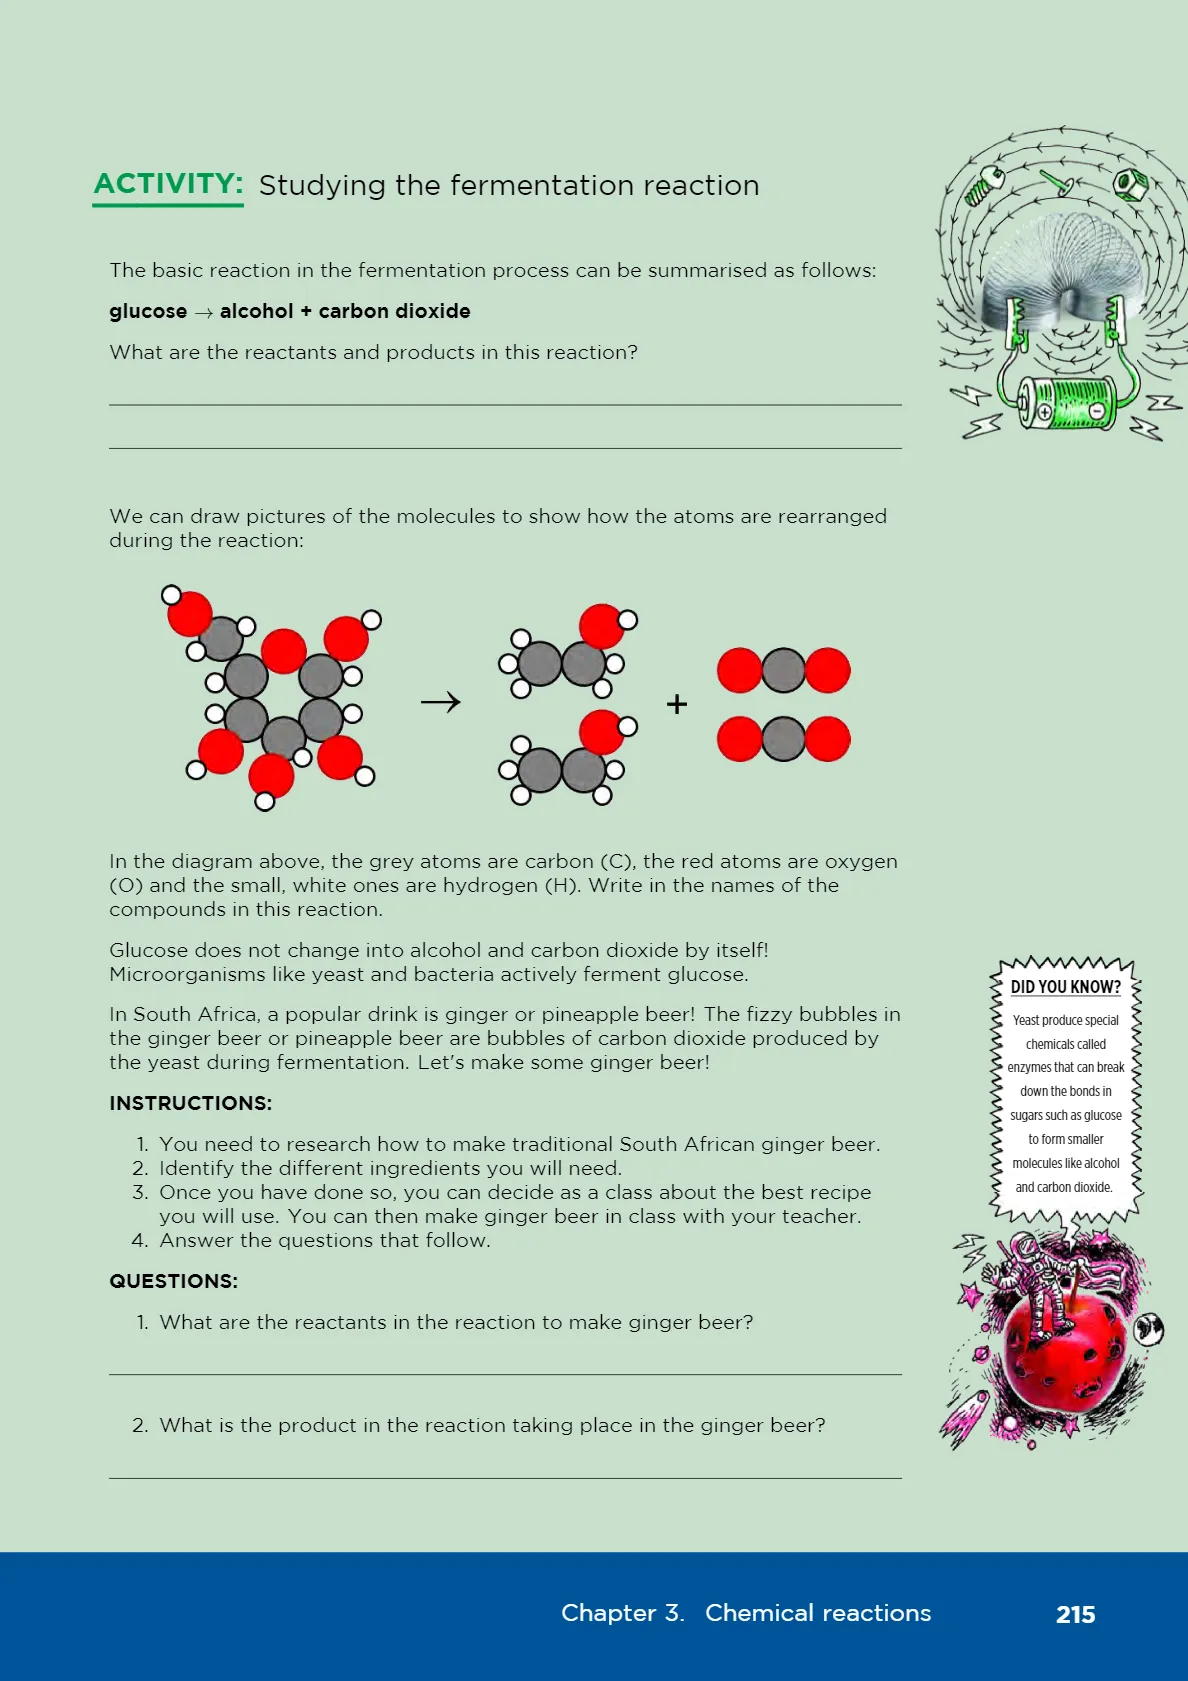 ACTIVITY: Studying the fermentation reaction
The basic reaction in the fermentation process can be summarised as follows:
glucose → alcohol + carbon dioxide
What are the reactants and products in this reaction?
We can draw pictures of the molecules to show how the atoms are rearranged
during the reaction:
→
+
In the diagram above, the grey atoms are carbon (C), the red atoms are oxygen
(O) and the small, white ones are hydrogen (H). Write in the names of the
compounds in this reaction.
Glucose does not change into alcohol and carbon dioxide by itself!
Microorganisms like yeast and bacteria actively ferment glucose.
In South Africa, a popular drink is ginger or pineapple beer! The fizzy bubbles in
the ginger beer or pineapple beer are bubbles of carbon dioxide produced by
the yeast during fermentation. Let's make some ginger beer!
INSTRUCTIONS:
1. You need to research how to make traditional South African ginger beer.
2. Identify the different ingredients you will need.
3. Once you have done so, you can decide as a class about the best recipe
you will use. You can then make ginger beer in class with your teacher.
4. Answer the questions that follow.
QUESTIONS:
1. What are the reactants in the reaction to make ginger beer?
2. What is the product in the reaction taking place in the ginger beer?
DID YOU KNOW?
Yeast produce special
chemicals called
enzymes that can break
down the bonds in
sugars such as glucose
to form smaller
molecules like alcohol
and carbon dioxide.
Chapter 3. Chemical reactions 215